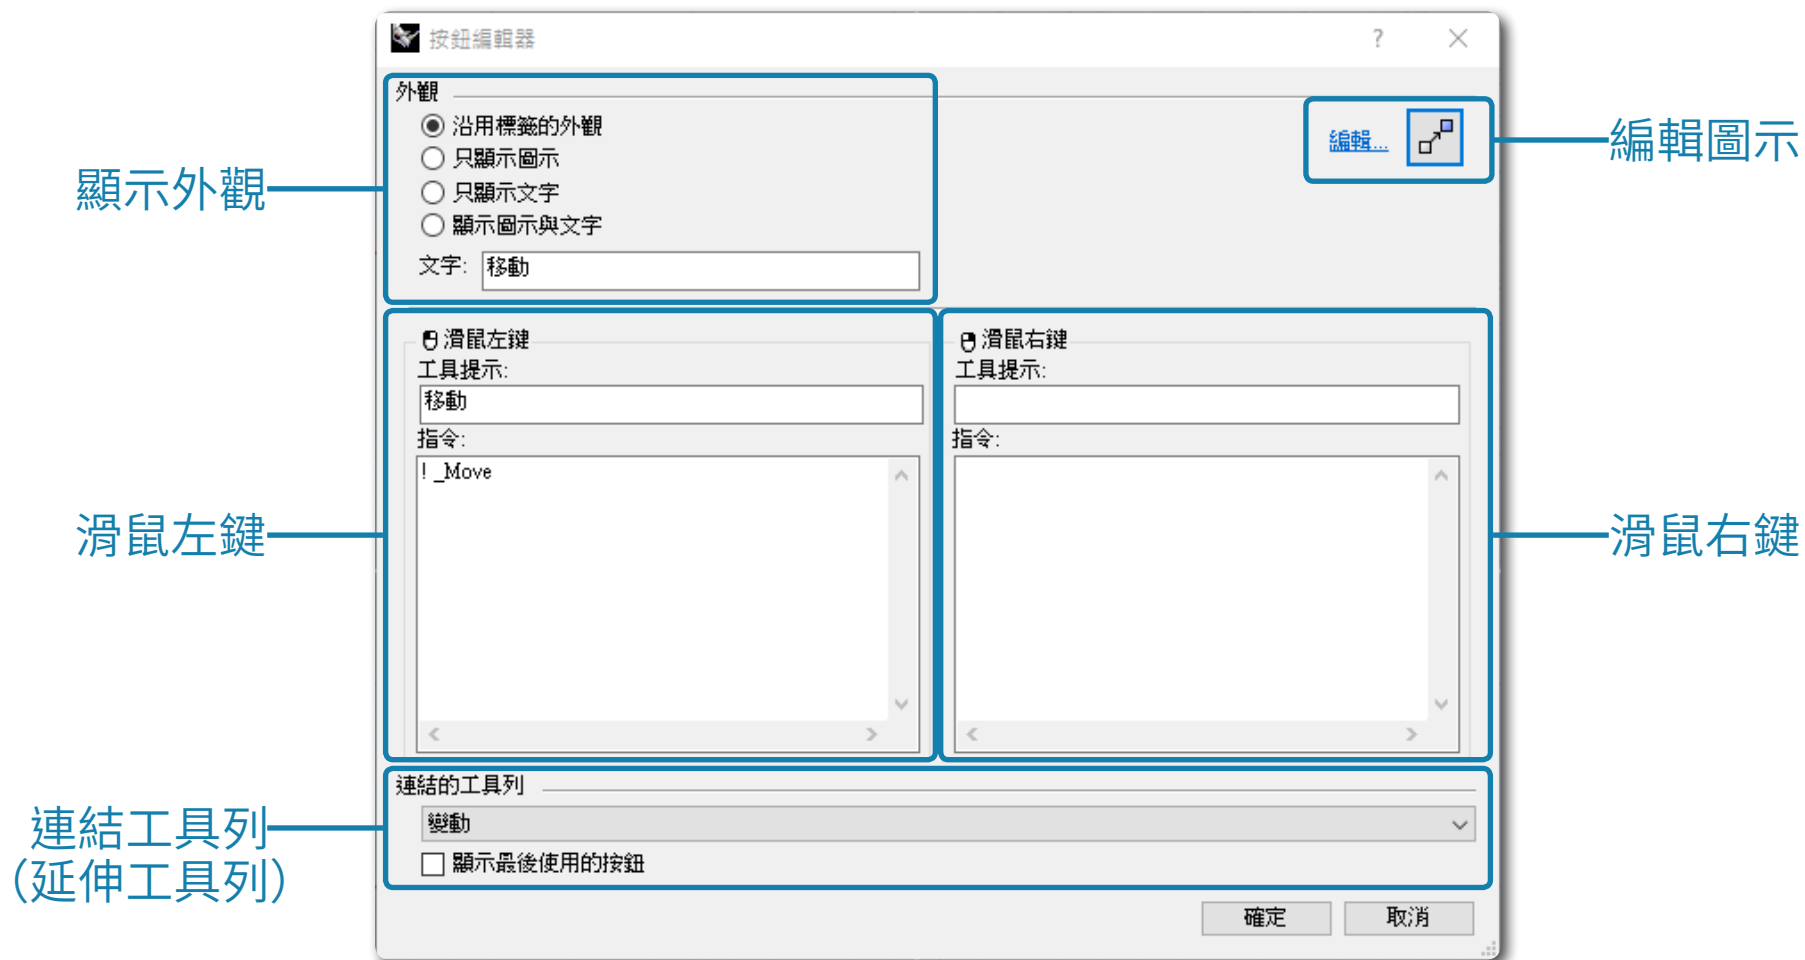 按鈕編輯器
?
外觀
沿用標籤的外觀
只顯示圖示
只顯示文字
顯示圖示與文字
文字: 移動
編輯...
編輯圖示
顯示外觀
滑鼠左鍵
工具提示:
移動
指令:
! _Move
滑鼠右鍵
工具提示:
指令:
滑鼠左鍵
滑鼠右鍵
連結的工具列
變動
顯示最後使用的按鈕
連結工具列
(延伸工具列)
確定
取消